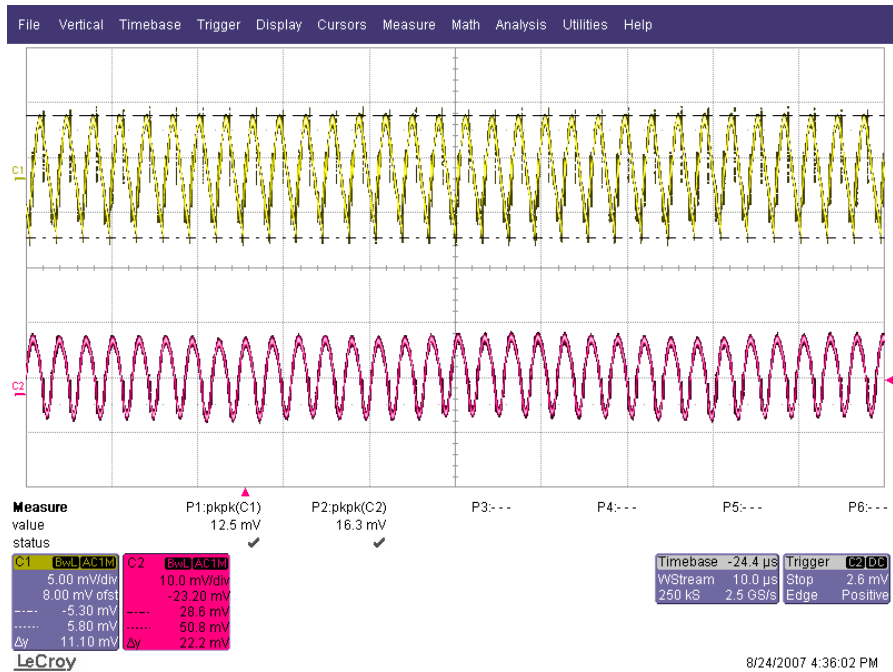 File Vertical Timebase Trigger Display Cursors Measure Math Analysis Utilities Help
C1
C2
Measure P1:pkpk(C1) P2:pkpk(C2) P3:--- P4:--- P5:--- P6:---
value 12.5 mV 16.3 mV
status
C1 BwL AC1M
5.00 mV/div
8.00 mV ofst
-5.30 mV
5.80 mV
Δy 11.10 mV
C2 BwL AC1M
10.0 mV/div
-23.20 mV
28.6 mV
50.8 mV
Δy 22.2 mV
Timebase -24.4 µs
WStream 10.0 µs
250 kS 2.5 GS/s
Trigger C2 DC
Stop 2.6 mV
Edge Positive
LeCroy
8/24/2007 4:36:02 PM